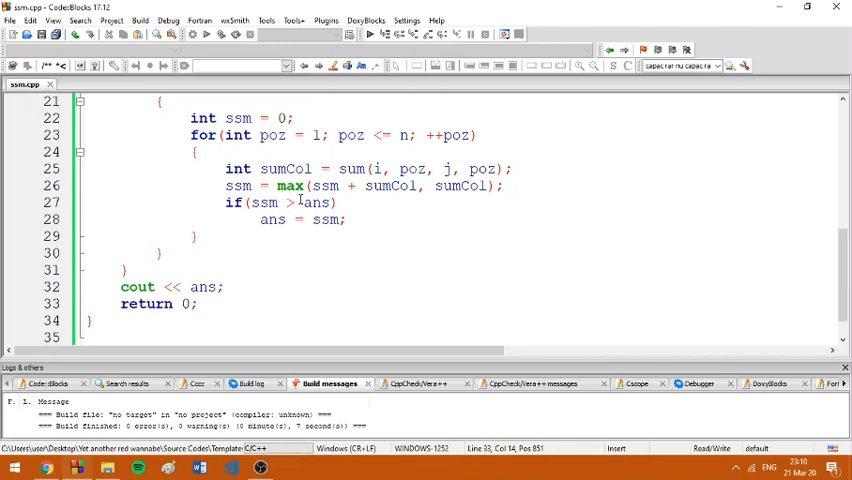 ssm.cpp - Code::Blocks 17.12
File Edit View Search Project Build Debug Fortran wxSmith Tools Tools+ Plugins DoxyBlocks Settings Help
/** *< capac rar nu capac ra
ssm.cpp
21 {
22 int ssm = 0;
23 for(int poz = 1; poz <= n; ++poz)
24 {
25 int sumCol = sum(i, poz, j, poz);
26 ssm = max(ssm + sumCol, sumCol);
27 if(ssm > ans)
28 ans = ssm;
29 }
30 }
31 }
32 cout << ans;
33 return 0;
34 }
35
Logs & others
Code::Blocks Search results Cccc Build log Build messages CppCheck/Vera++ CppCheck/Vera++ messages Cscope Debugger DoxyBlocks Fort
F. L. Message
=== Build file: "no target" in "no project" (compiler: unknown) ===
=== Build finished: 0 error(s), 0 warning(s) (0 minute(s), 7 second(s)) ===
C:\Users\user\Desktop\Yet another red wannabe\Source Codes\Template: C/C++ Windows (CR+LF) WINDOWS-1252 Line 33, Col 14, Pos 851 Insert Read/Write default
ENG 23:10 21 Mar 20